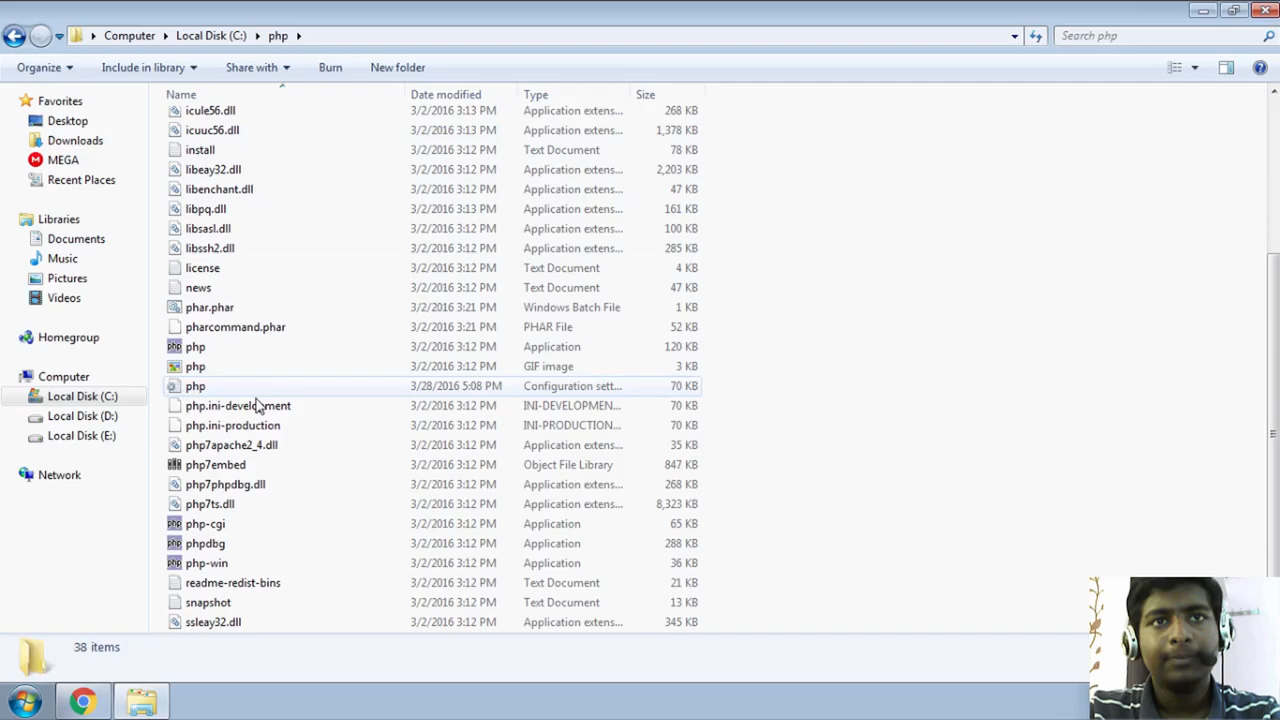 Computer Local Disk (C:) php Search php
Organize Include in library Share with Burn New folder
Name Date modified Type Size
Favorites
Desktop
Downloads
MEGA
Recent Places
Libraries
Documents
Music
Pictures
Videos
Homegroup
Computer
Local Disk (C:)
Local Disk (D:)
Local Disk (E:)
Network
icule56.dll 3/2/2016 3:13 PM Application extens... 268 KB
icuuc56.dll 3/2/2016 3:13 PM Application extens... 1,378 KB
install 3/2/2016 3:12 PM Text Document 78 KB
libeay32.dll 3/2/2016 3:12 PM Application extens... 2,203 KB
libenchant.dll 3/2/2016 3:12 PM Application extens... 47 KB
libpq.dll 3/2/2016 3:13 PM Application extens... 161 KB
libsasl.dll 3/2/2016 3:12 PM Application extens... 100 KB
libssh2.dll 3/2/2016 3:12 PM Application extens... 285 KB
license 3/2/2016 3:12 PM Text Document 4 KB
news 3/2/2016 3:12 PM Text Document 47 KB
phar.phar 3/2/2016 3:21 PM Windows Batch File 1 KB
pharcommand.phar 3/2/2016 3:21 PM PHAR File 52 KB
php 3/2/2016 3:12 PM Application 120 KB
php 3/2/2016 3:12 PM GIF image 3 KB
php 3/28/2016 5:08 PM Configuration sett... 70 KB
php.ini-development 3/2/2016 3:12 PM INI-DEVELOPMEN... 70 KB
php.ini-production 3/2/2016 3:12 PM INI-PRODUCTION... 70 KB
php7apache2_4.dll 3/2/2016 3:12 PM Application extens... 35 KB
php7embed 3/2/2016 3:12 PM Object File Library 847 KB
php7phpdbg.dll 3/2/2016 3:12 PM Application extens... 268 KB
php7ts.dll 3/2/2016 3:12 PM Application extens... 8,323 KB
php-cgi 3/2/2016 3:12 PM Application 65 KB
phpdbg 3/2/2016 3:12 PM Application 288 KB
php-win 3/2/2016 3:12 PM Application 36 KB
readme-redist-bins 3/2/2016 3:12 PM Text Document 21 KB
snapshot 3/2/2016 3:12 PM Text Document 13 KB
ssleay32.dll 3/2/2016 3:12 PM Application extens... 345 KB
38 items